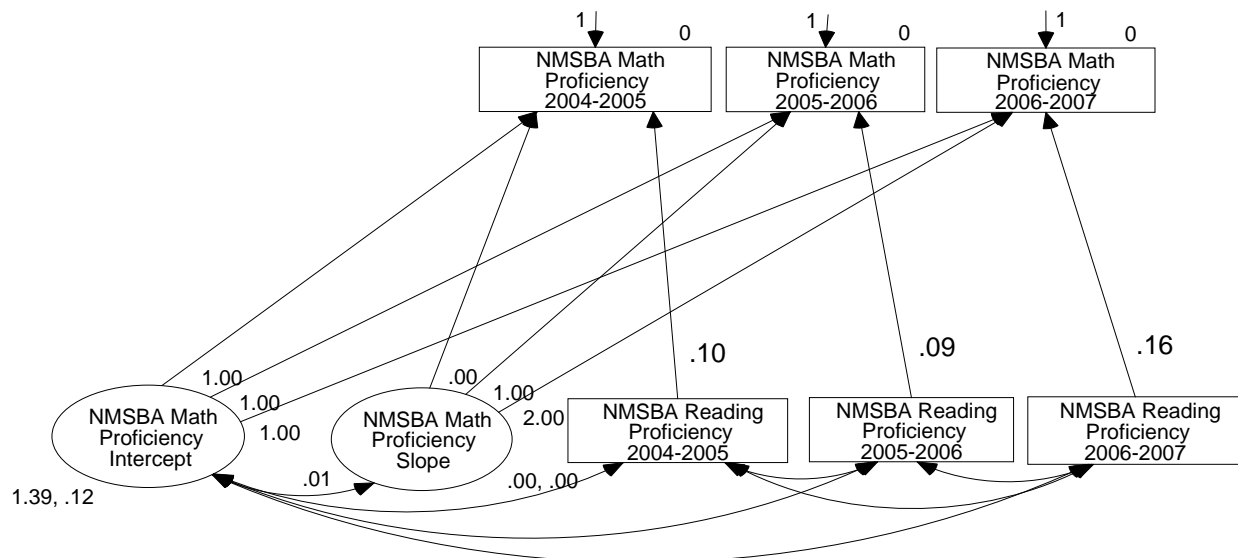 1
0
1
0
1
0
NMSBA Math
Proficiency
2004-2005
NMSBA Math
Proficiency
2005-2006
NMSBA Math
Proficiency
2006-2007
.10
.09
.16
1.00
1.00
1.00
.00
1.00
2.00
NMSBA Math
Proficiency
Intercept
NMSBA Math
Proficiency
Slope
NMSBA Reading
Proficiency
2004-2005
NMSBA Reading
Proficiency
2005-2006
NMSBA Reading
Proficiency
2006-2007
1.39, .12
.01
.00, .00